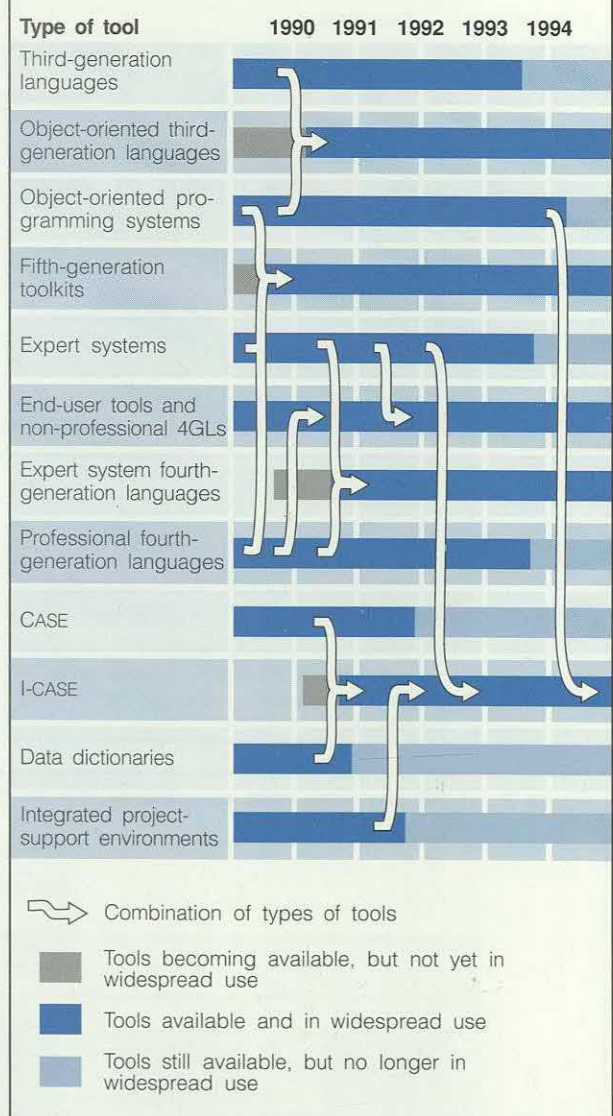 Type of tool 1990 1991 1992 1993 1994
Third-generation
languages
Object-oriented third-
generation languages
Object-oriented pro-
gramming systems
Fifth-generation
toolkits
Expert systems
End-user tools and
non-professional 4GLs
Expert system fourth-
generation languages
Professional fourth-
generation languages
CASE
I-CASE
Data dictionaries
Integrated project-
support environments
Combination of types of tools
Tools becoming available, but not yet in
widespread use
Tools available and in widespread use
Tools still available, but no longer in
widespread use